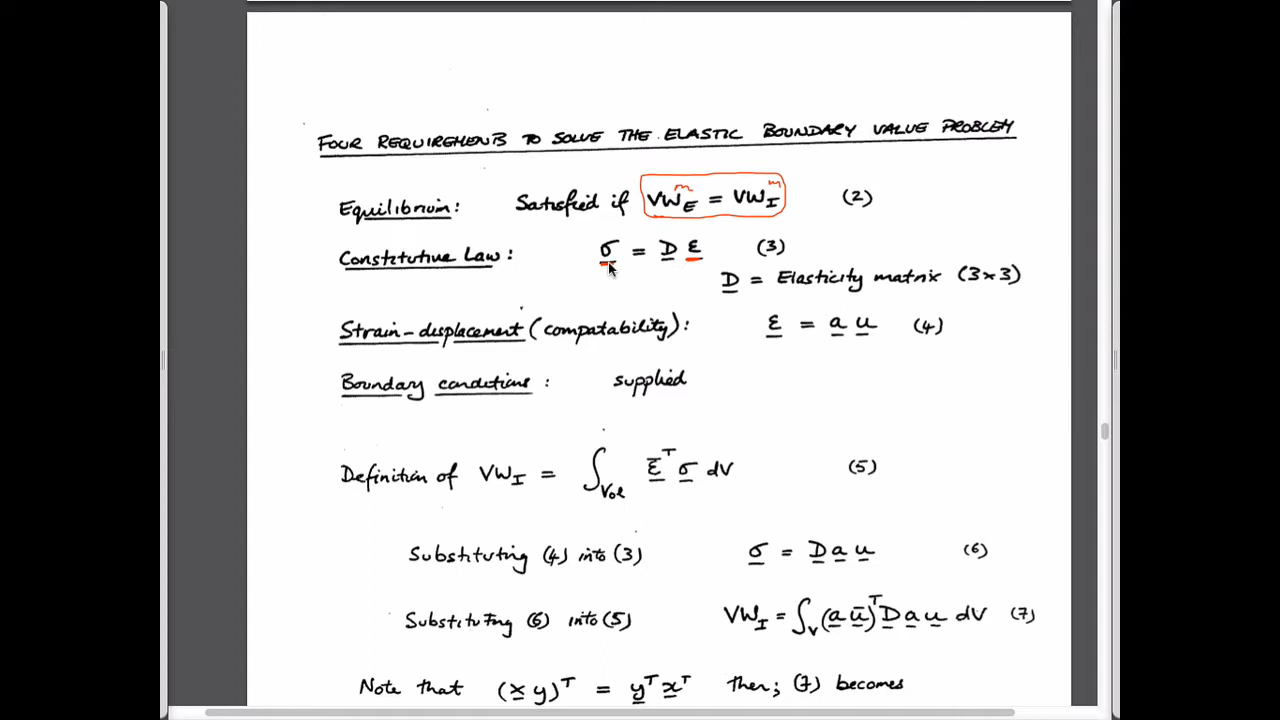 FOUR REQUIREMENTS TO SOLVE THE ELASTIC BOUNDARY VALUE PROBLEM
Equilibrium: Satisfied if VW_E^m = VW_I^m (2)
Constitutive Law: σ = D ε (3)
D = Elasticity matrix (3×3)
Strain-displacement (compatability): ε = a u (4)
Boundary conditions: supplied
Definition of VW_I = ∫_Vol ε̄^T σ dV (5)
Substituting (4) into (3) σ = D a u (6)
Substituting (6) into (5) VW_I = ∫_V (a ū)^T D a u dV (7)
Note that (x y)^T = y^T x^T Then; (7) becomes